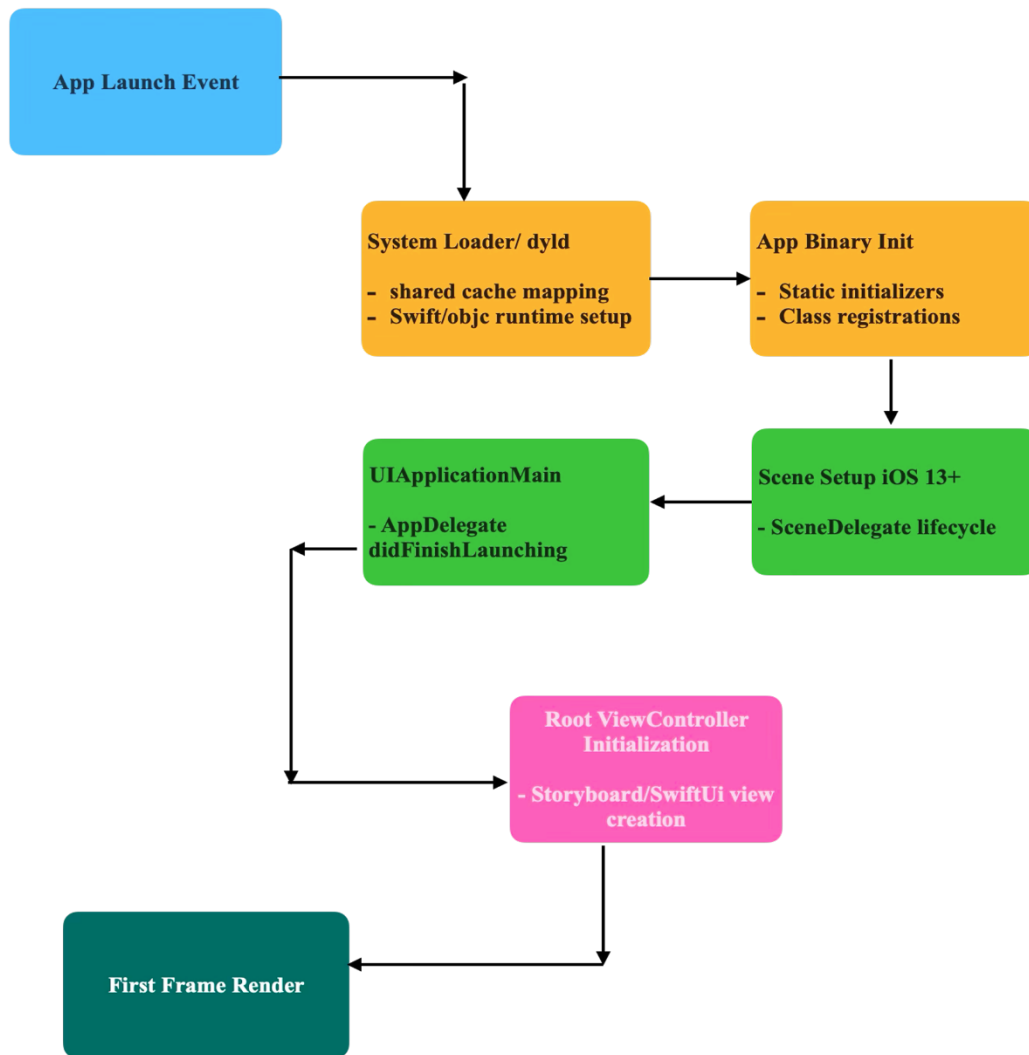 App Launch Event
System Loader/ dyld
- shared cache mapping
- Swift/objc runtime setup
App Binary Init
- Static initializers
- Class registrations
Scene Setup iOS 13+
- SceneDelegate lifecycle
UIApplicationMain
- AppDelegate
didFinishLaunching
Root ViewController
Initialization
- Storyboard/SwiftUi view
creation
First Frame Render